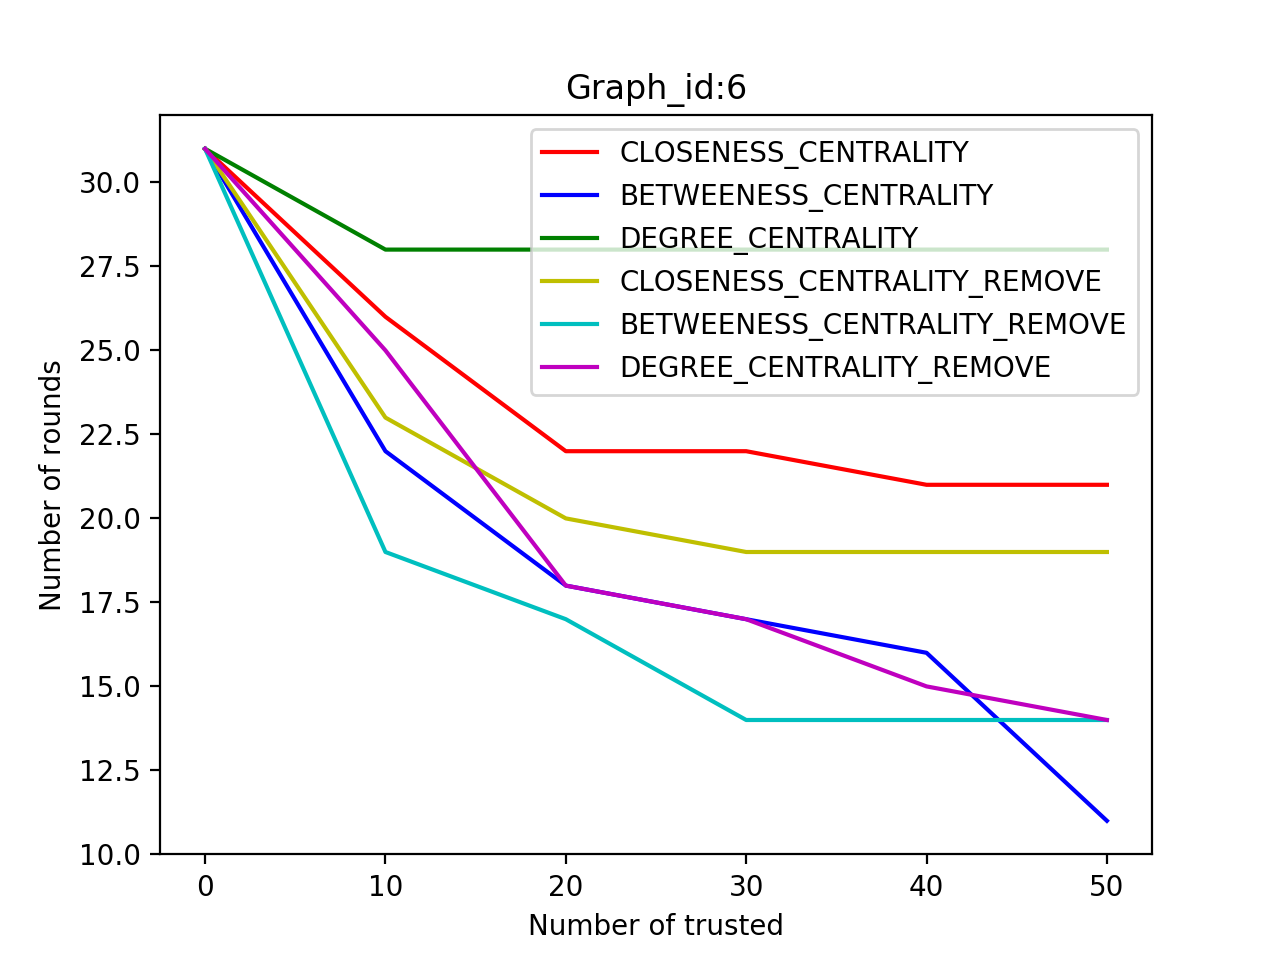 Graph_id:6
CLOSENESS_CENTRALITY
BETWEENESS_CENTRALITY
DEGREE_CENTRALITY
CLOSENESS_CENTRALITY_REMOVE
BETWEENESS_CENTRALITY_REMOVE
DEGREE_CENTRALITY_REMOVE
30.0
27.5
25.0
22.5
20.0
17.5
15.0
12.5
10.0
Number of rounds
0 10 20 30 40 50
Number of trusted